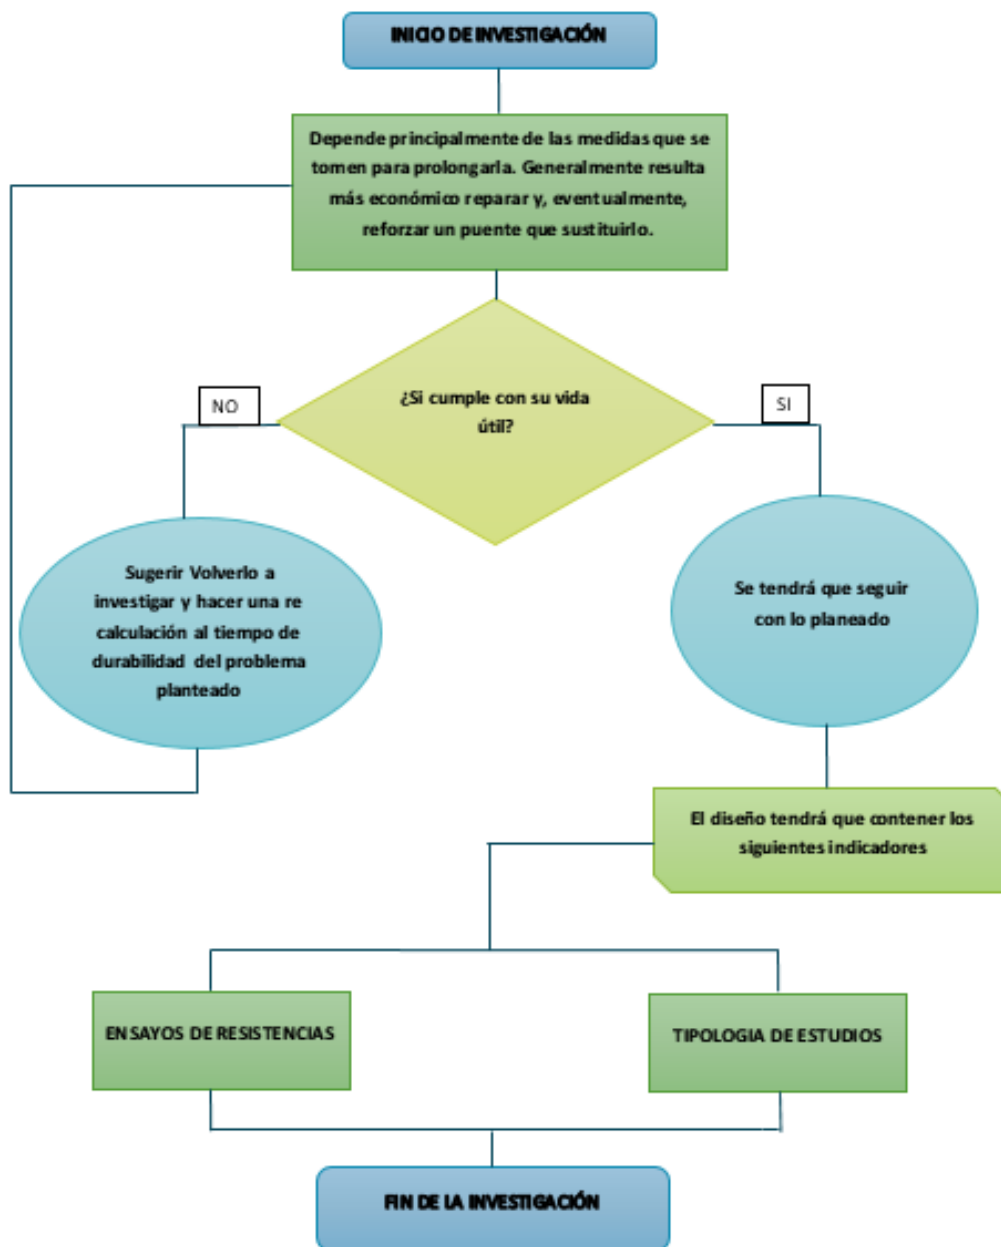 INICIO DE INVESTIGACIÓN
Depende principalmente de las medidas que se
tomen para prolongarla. Generalmente resulta
más económico reparar y, eventualmente,
reforzar un puente que sustituirlo.
¿Si cumple con su vida
útil?
NO
SI
Sugerir Volverlo a
investigar y hacer una re
calculación al tiempo de
durabilidad del problema
planteado
Se tendrá que seguir
con lo planeado
El diseño tendrá que contener los
siguientes indicadores
ENSAYOS DE RESISTENCIAS
TIPOLOGIA DE ESTUDIOS
FIN DE LA INVESTIGACIÓN